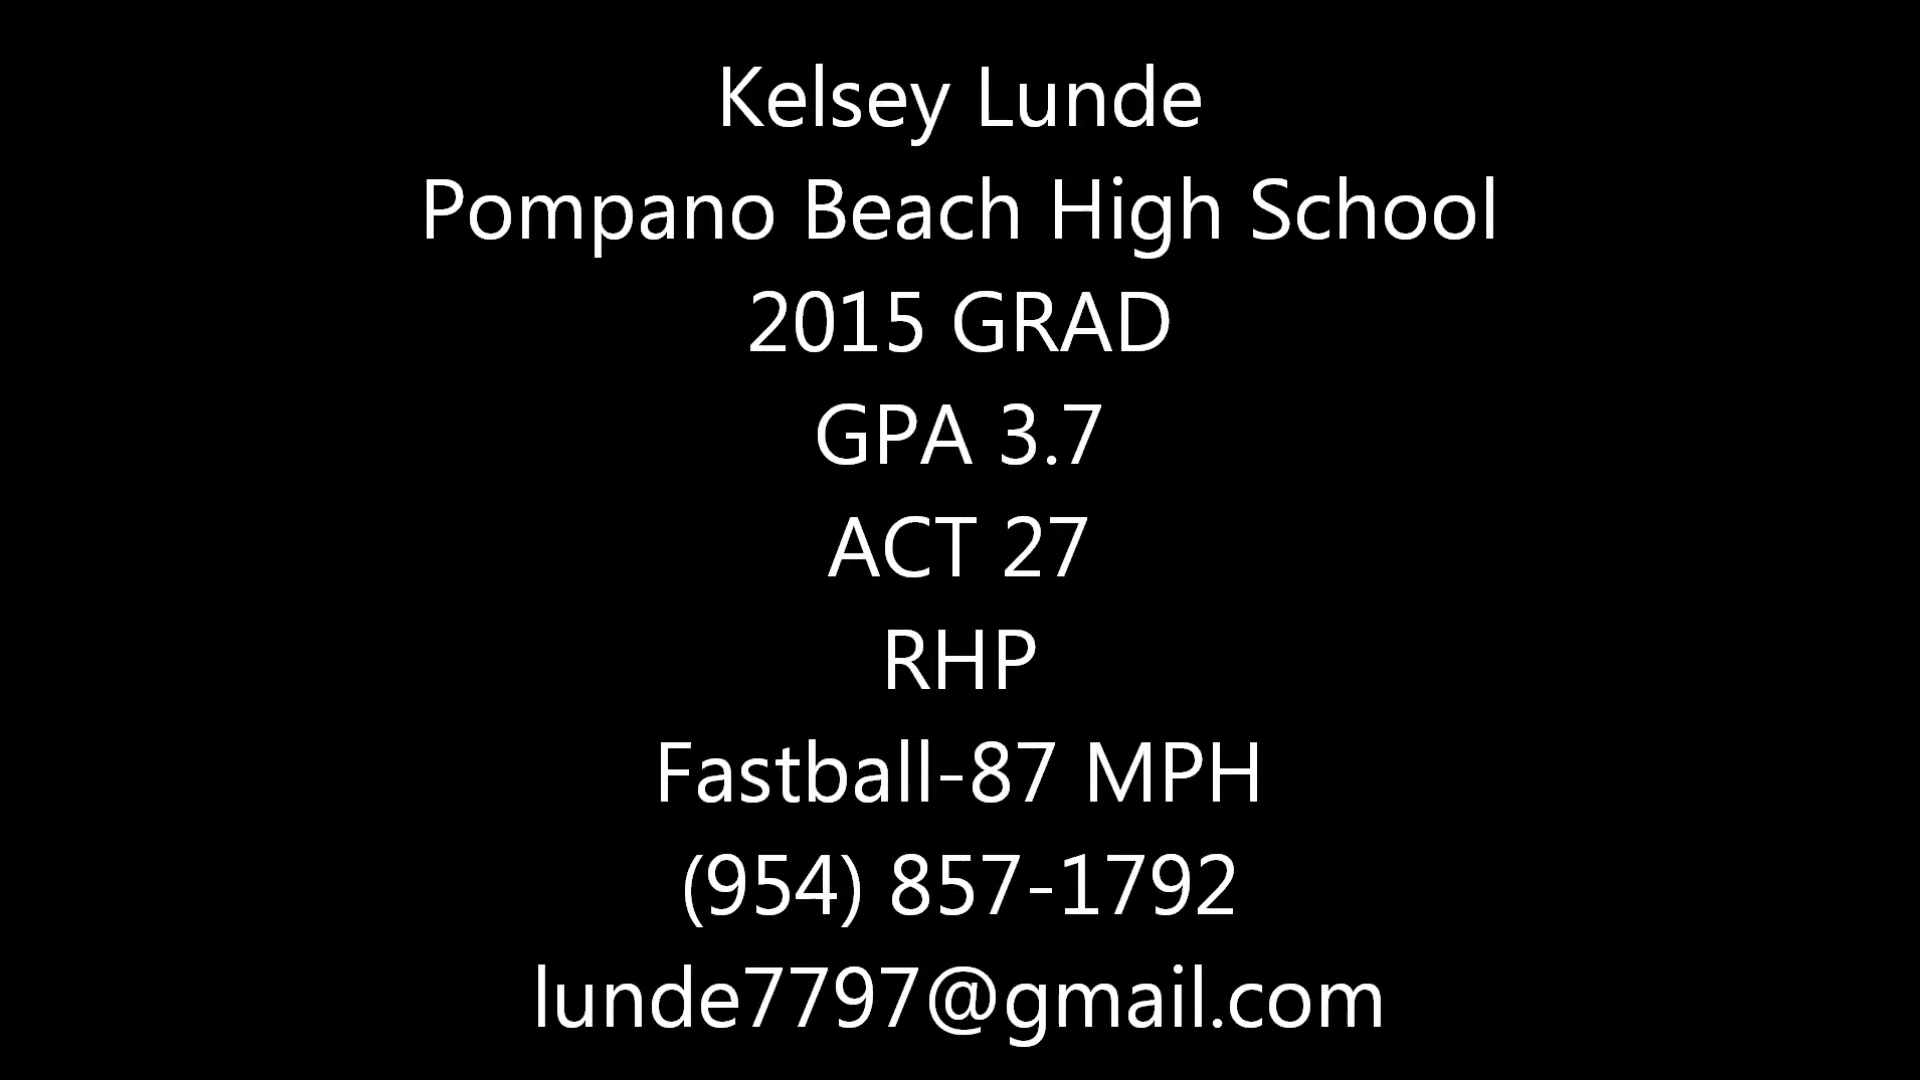 Kelsey Lunde
Pompano Beach High School
2015 GRAD
GPA 3.7
ACT 27
RHP
Fastball-87 MPH
(954) 857-1792
lunde7797@gmail.com